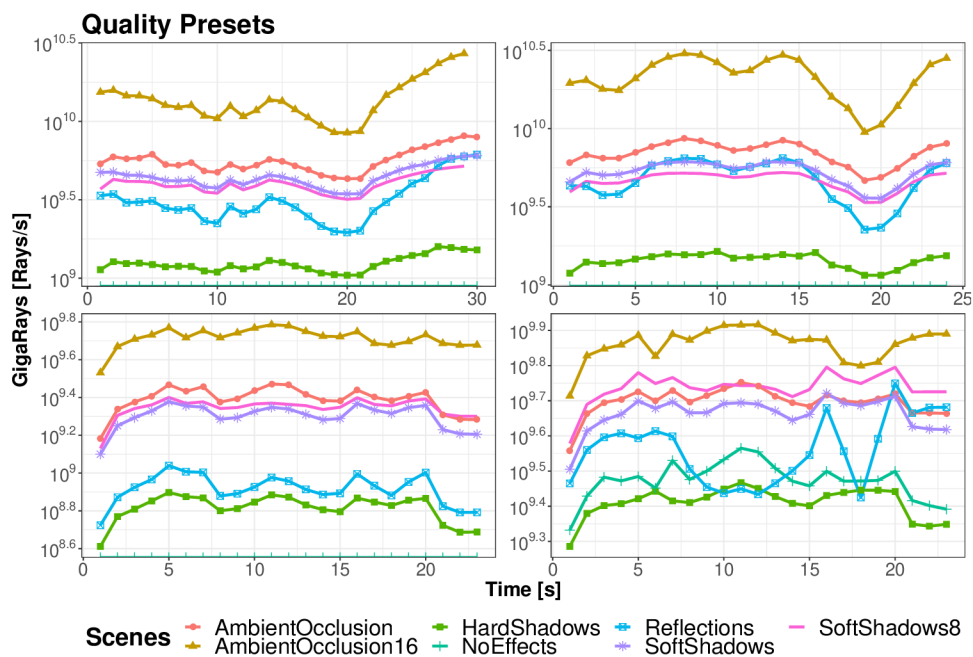 Quality Presets
10^10.5
10^10
10^9.5
10^9
0 5 10 15 20 25 30
10^10.5
10^10
10^9.5
10^9
0 5 10 15 20 25
GigaRays [Rays/s]
10^9.8
10^9.6
10^9.4
10^9.2
10^9
10^8.8
10^8.6
0 5 10 15 20
10^9.9
10^9.8
10^9.7
10^9.6
10^9.5
10^9.4
10^9.3
0 5 10 15 20
Time [s]
Scenes
AmbientOcclusion HardShadows Reflections SoftShadows8
AmbientOcclusion16 NoEffects SoftShadows